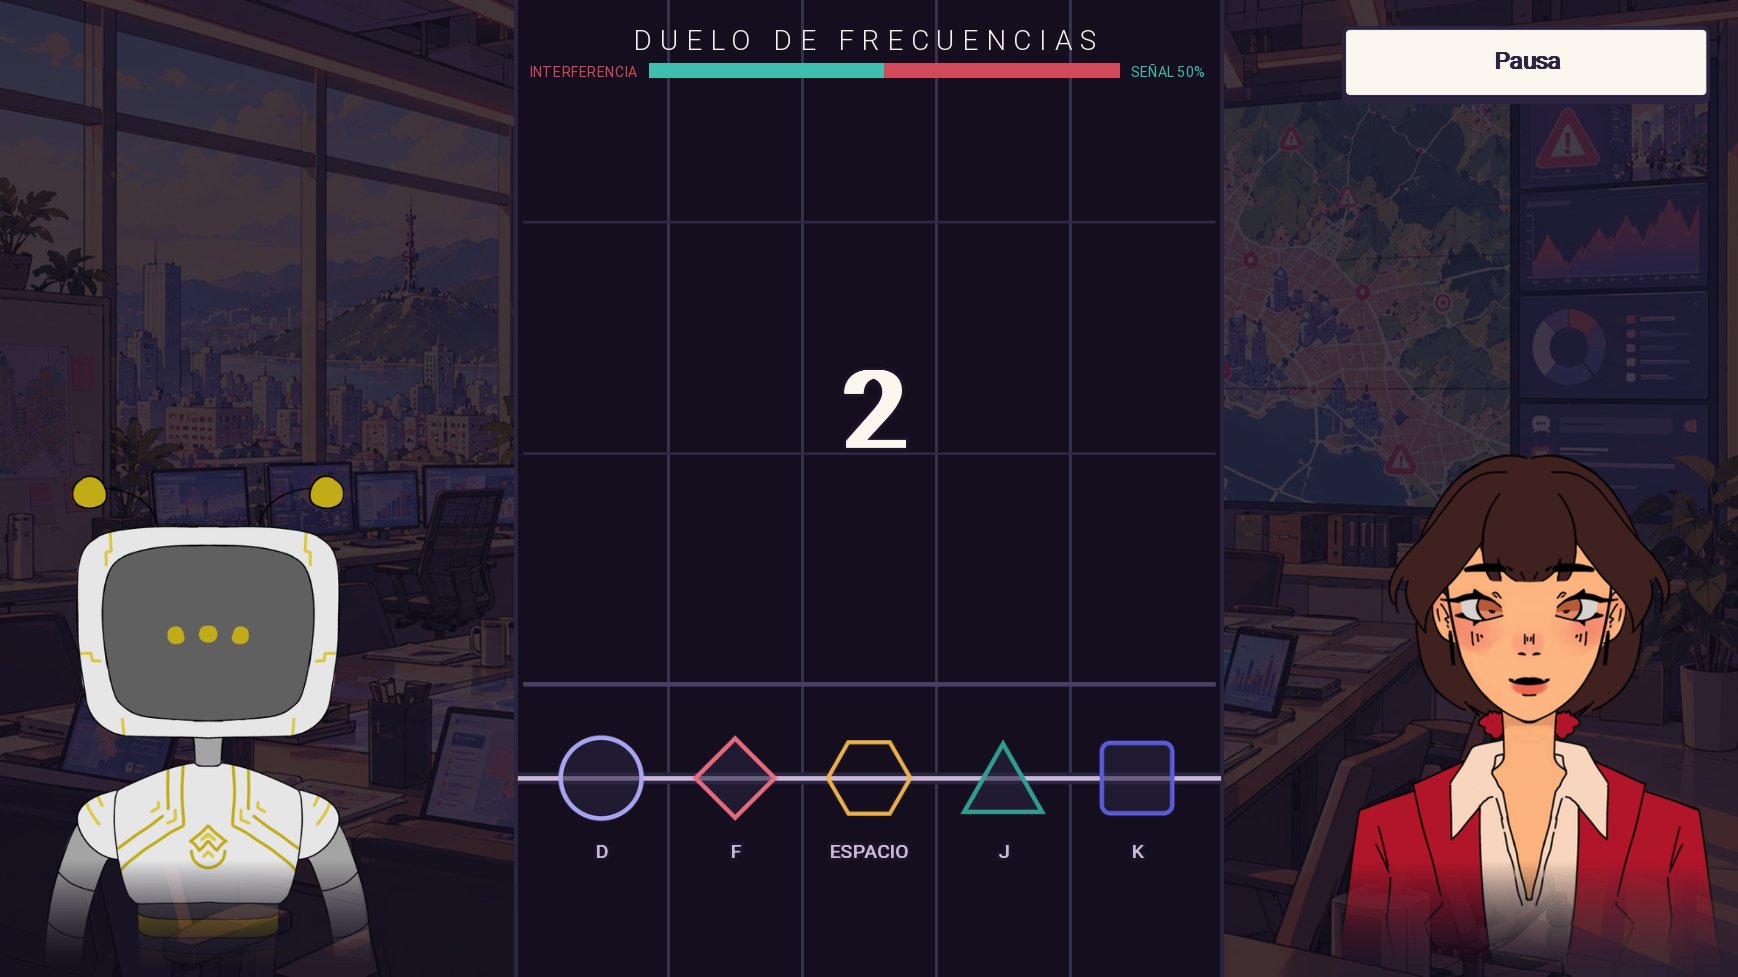 DUELO DE FRECUENCIAS
INTERFERENCIA
SEÑAL 50%
Pausa
2
D
F
ESPACIO
J
K